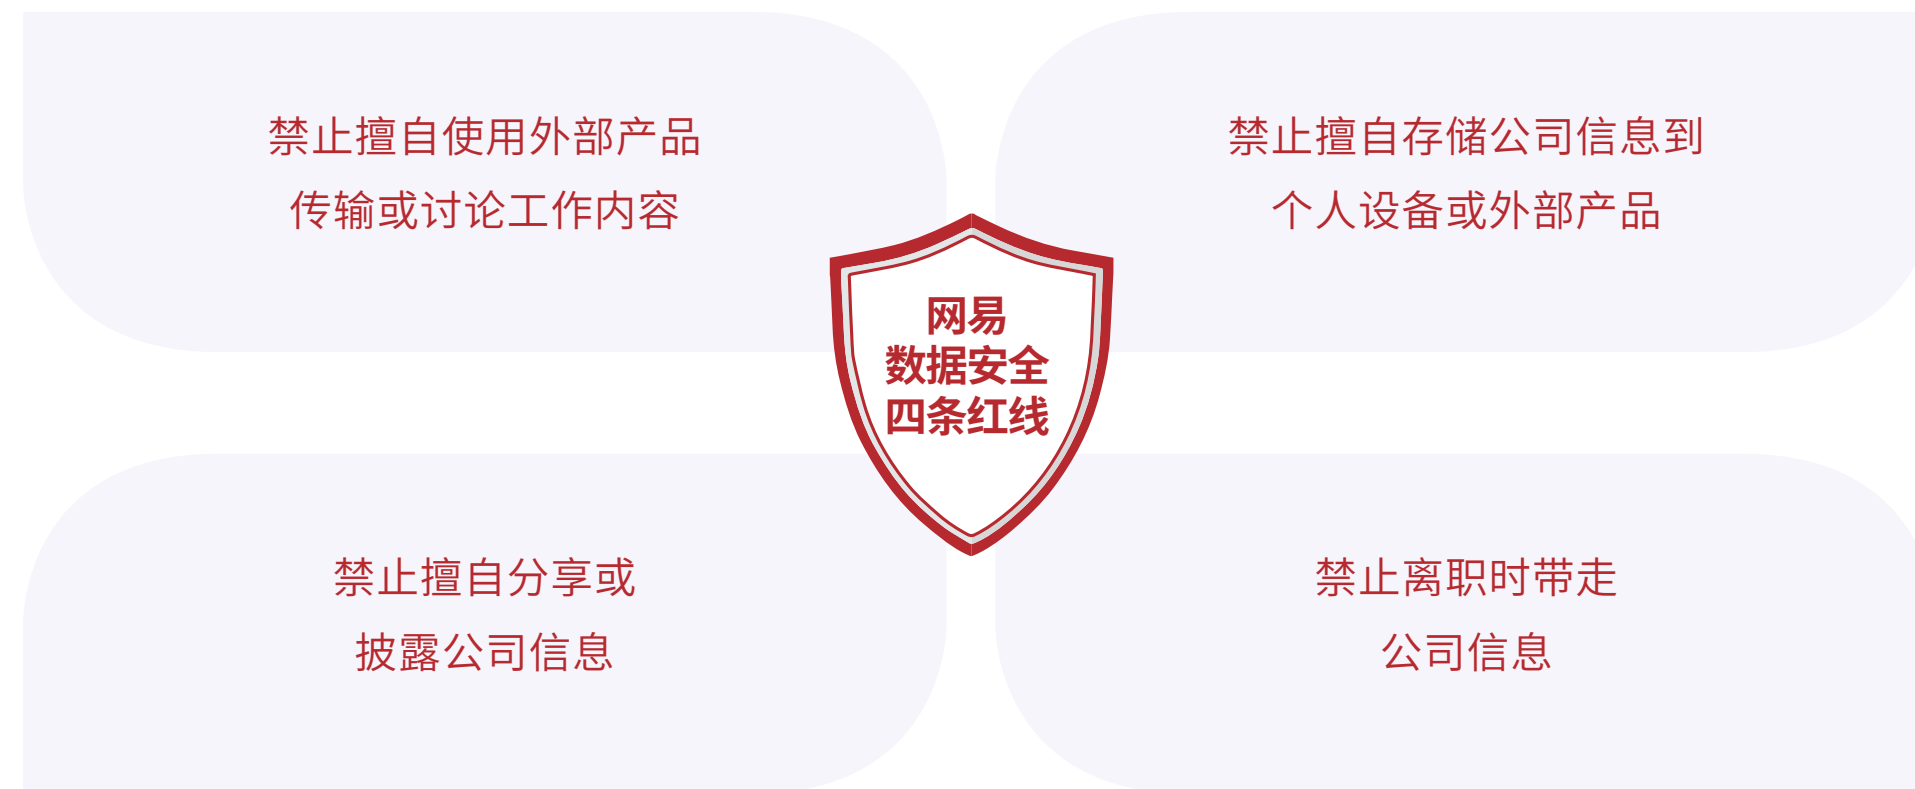 禁止擅自使用外部产品
传输或讨论工作内容
禁止擅自存储公司信息到
个人设备或外部产品
网易
数据安全
四条红线
禁止擅自分享或
披露公司信息
禁止离职时带走
公司信息